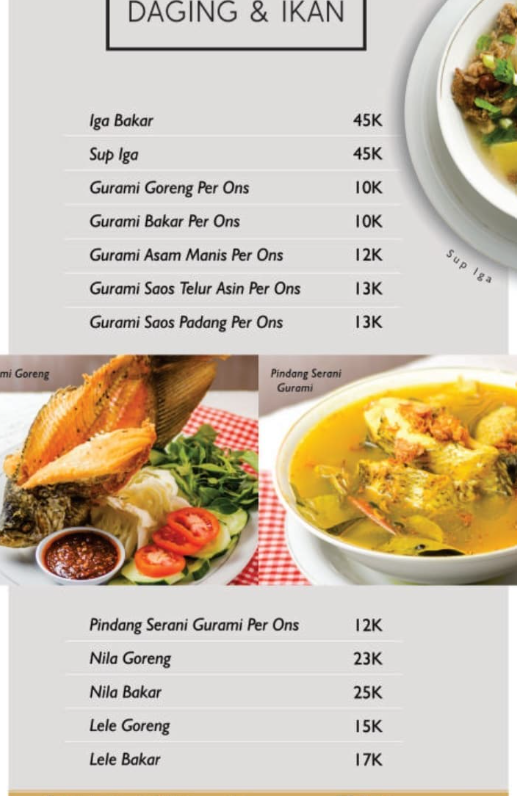 DAGING & IKAN
Iga Bakar 45K
Sup Iga 45K
Gurami Goreng Per Ons 10K
Gurami Bakar Per Ons 10K
Gurami Asam Manis Per Ons 12K
Gurami Saos Telur Asin Per Ons 13K
Gurami Saos Padang Per Ons 13K
Sup Iga
mi Goreng
Pindang Serani
Gurami
Pindang Serani Gurami Per Ons 12K
Nila Goreng 23K
Nila Bakar 25K
Lele Goreng 15K
Lele Bakar 17K